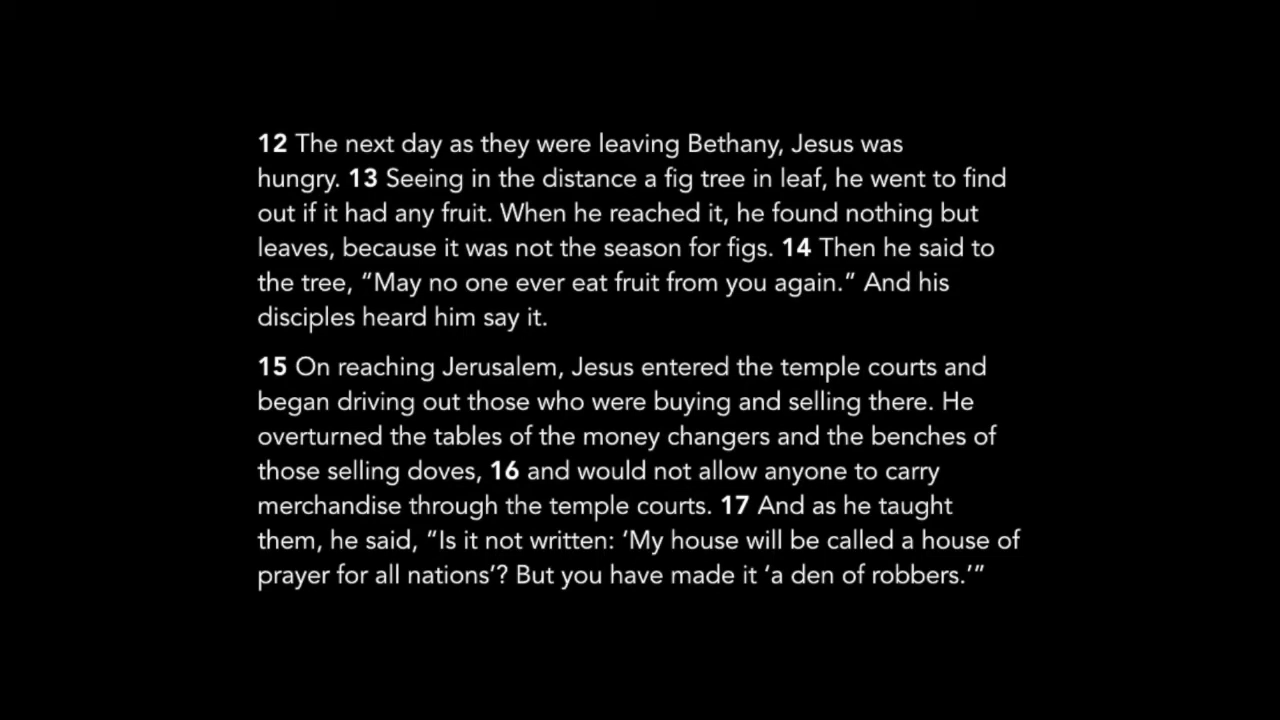 12 The next day as they were leaving Bethany, Jesus was
hungry. 13 Seeing in the distance a fig tree in leaf, he went to find
out if it had any fruit. When he reached it, he found nothing but
leaves, because it was not the season for figs. 14 Then he said to
the tree, “May no one ever eat fruit from you again.” And his
disciples heard him say it.
15 On reaching Jerusalem, Jesus entered the temple courts and
began driving out those who were buying and selling there. He
overturned the tables of the money changers and the benches of
those selling doves, 16 and would not allow anyone to carry
merchandise through the temple courts. 17 And as he taught
them, he said, “Is it not written: ‘My house will be called a house of
prayer for all nations’? But you have made it ‘a den of robbers.’”